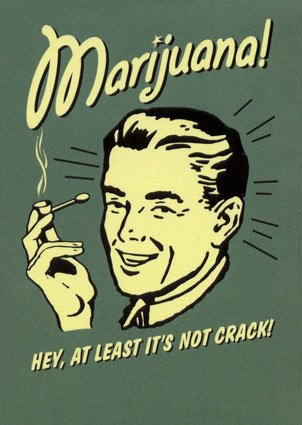 Marijuana!
HEY, AT LEAST IT'S NOT CRACK!